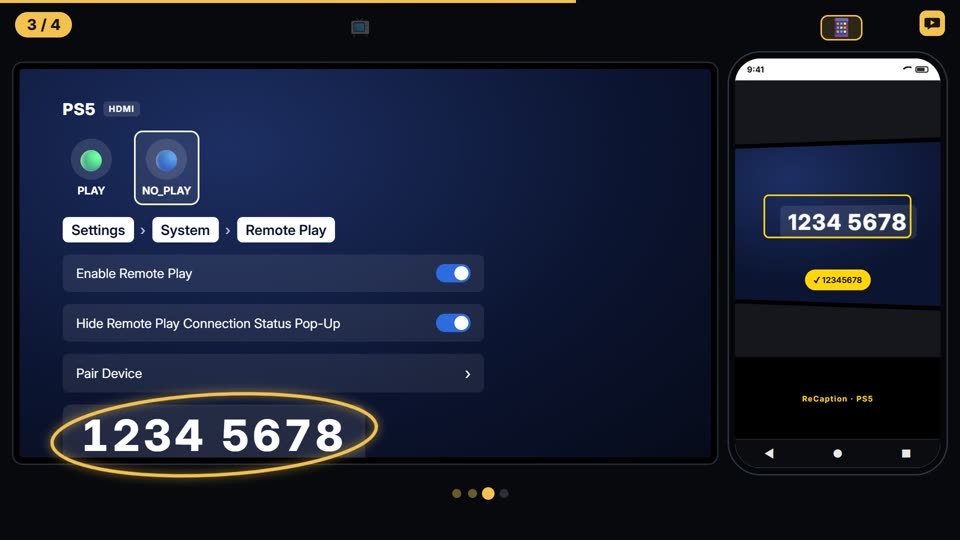 3 / 4
PS5 HDMI
PLAY
NO_PLAY
Settings › System › Remote Play
Enable Remote Play
Hide Remote Play Connection Status Pop-Up
Pair Device ›
1234 5678
9:41
1234 5678
✓ 12345678
ReCaption · PS5